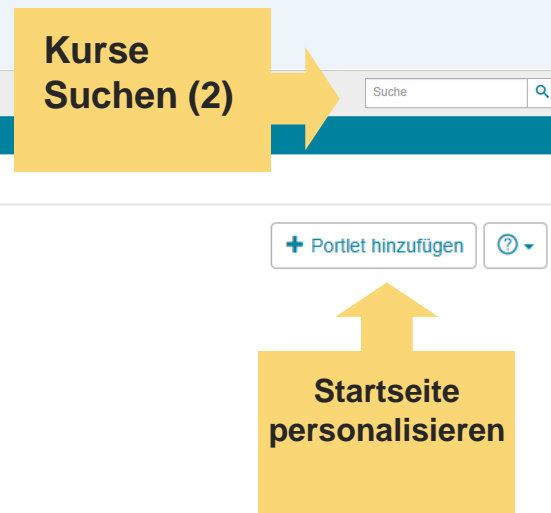 Kurse
Suchen (2)
Suche
Portlet hinzufügen
Startseite
personalisieren